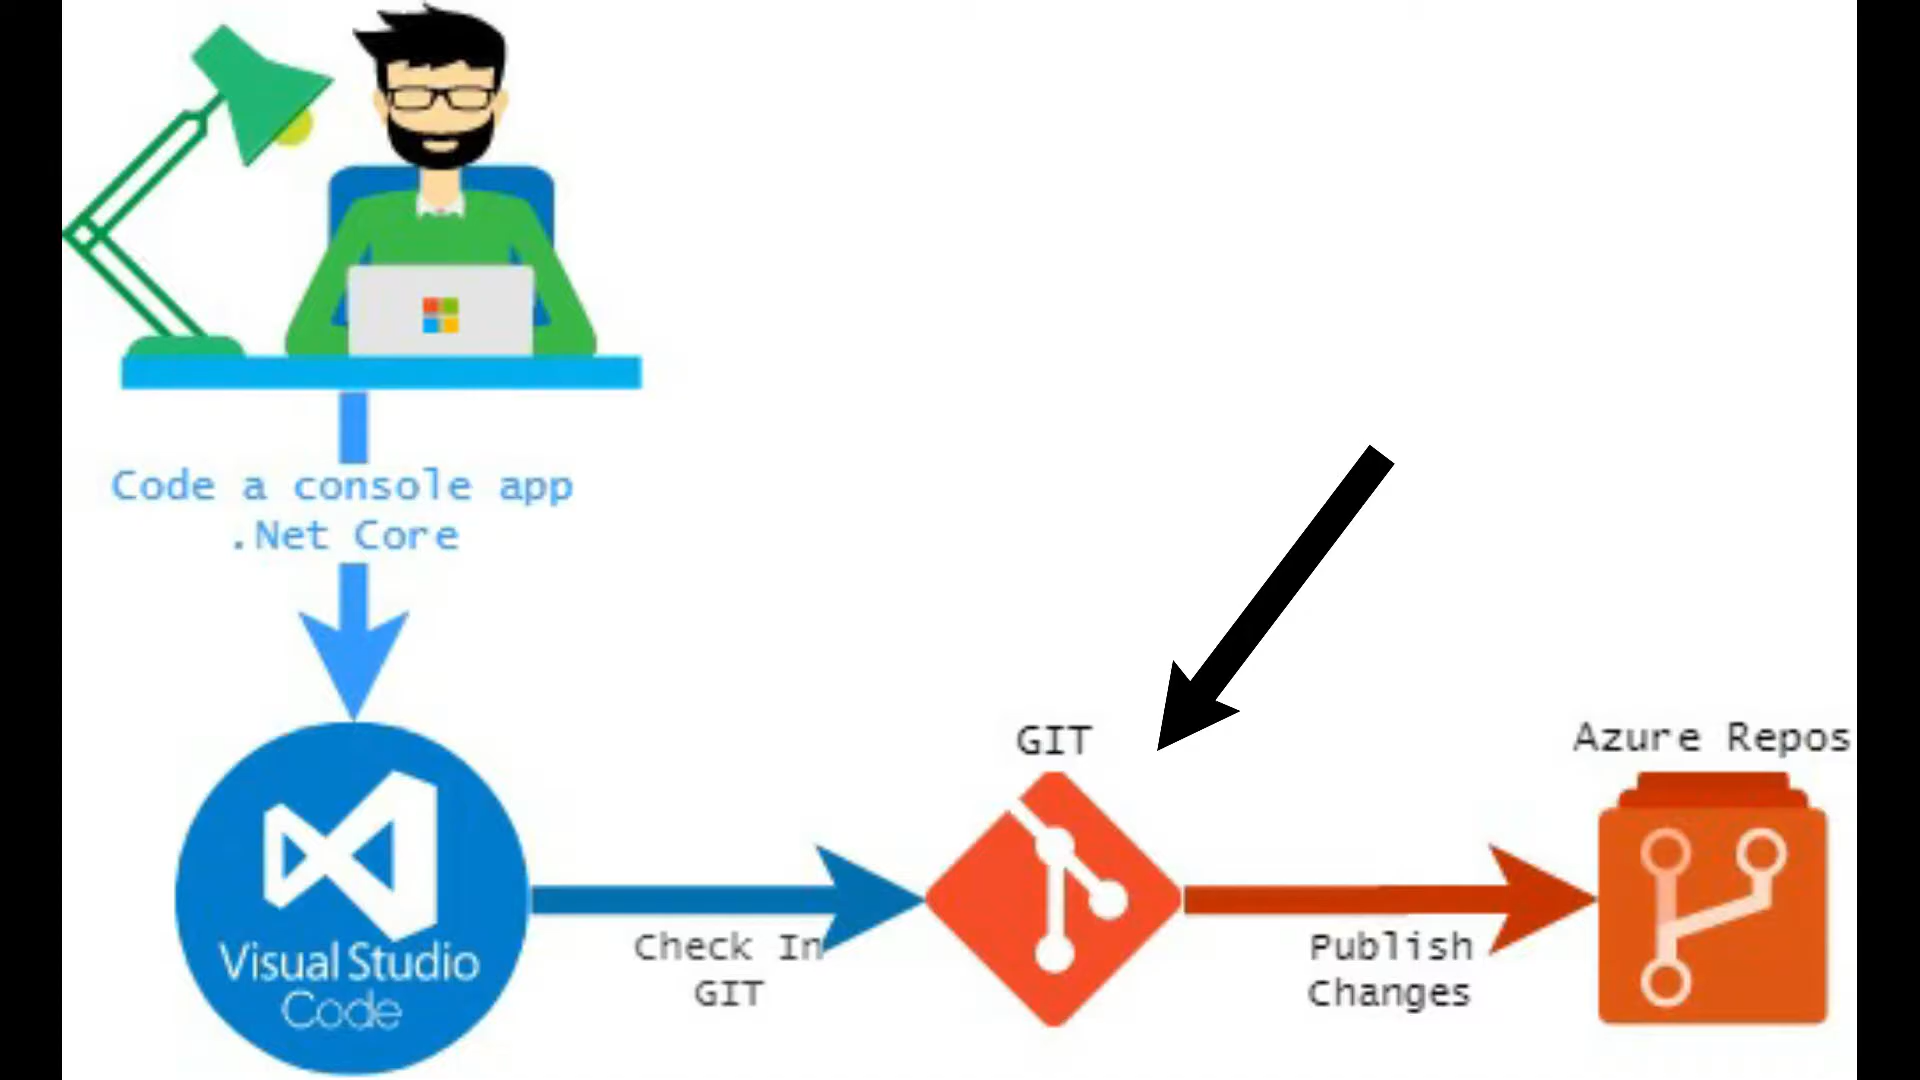 Code a console app
.Net Core
GIT
Azure Repos
Visual Studio
Code
Check In
GIT
Publish
Changes